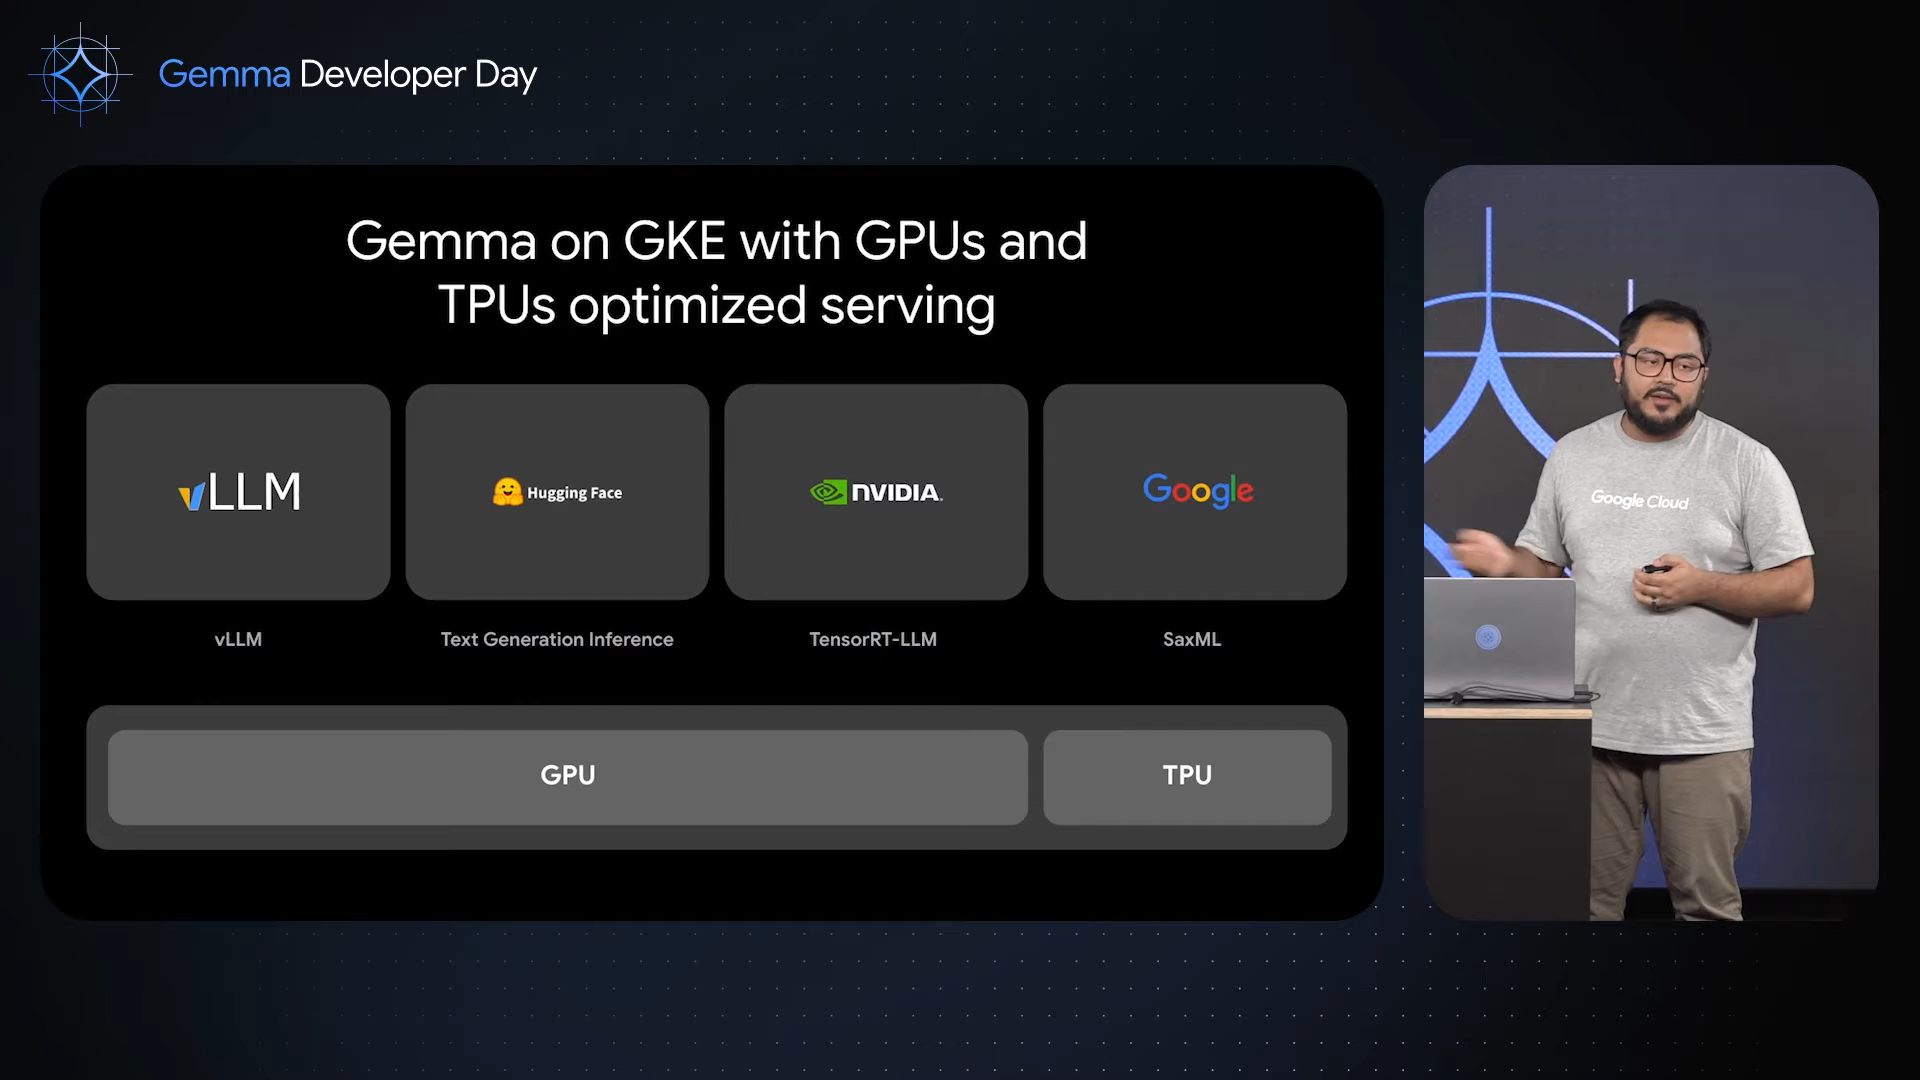 Gemma Developer Day
Gemma on GKE with GPUs and
TPUs optimized serving
vLLM
Hugging Face
NVIDIA.
Google
vLLM
Text Generation Inference
TensorRT-LLM
SaxML
GPU
TPU
Google Cloud